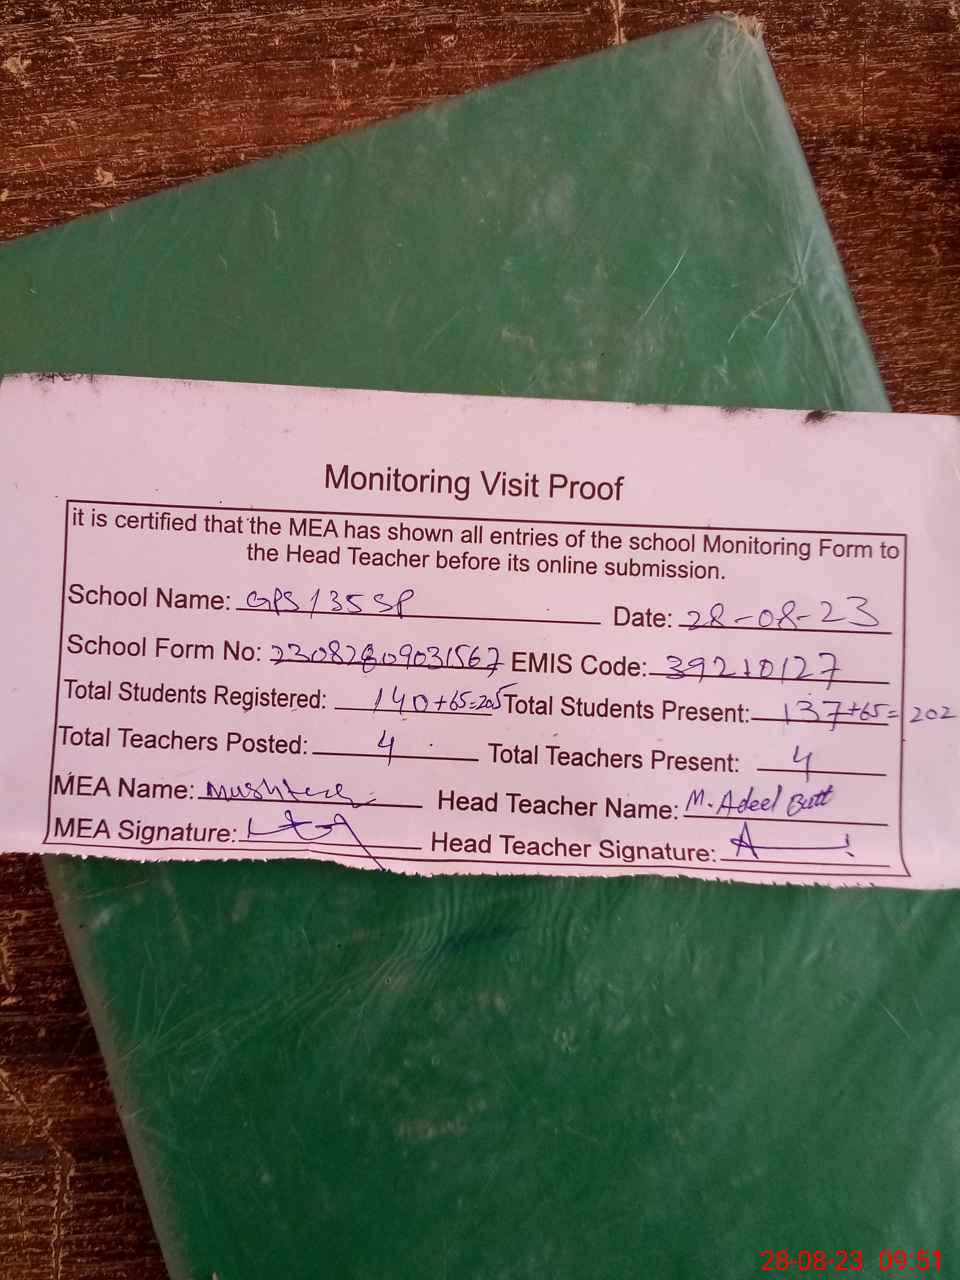 Monitoring Visit Proof
it is certified that the MEA has shown all entries of the school Monitoring Form to
the Head Teacher before its online submission.
School Name: GPS 135 SP Date: 28-08-23
School Form No: 23082809031567 EMIS Code: 39210127
Total Students Registered: 140+65=205 Total Students Present: 137+65=202
Total Teachers Posted: 4 Total Teachers Present: 4
MEA Name: Head Teacher Name: M. Adeel Butt
MEA Signature: Head Teacher Signature:
28-08-23 09:51